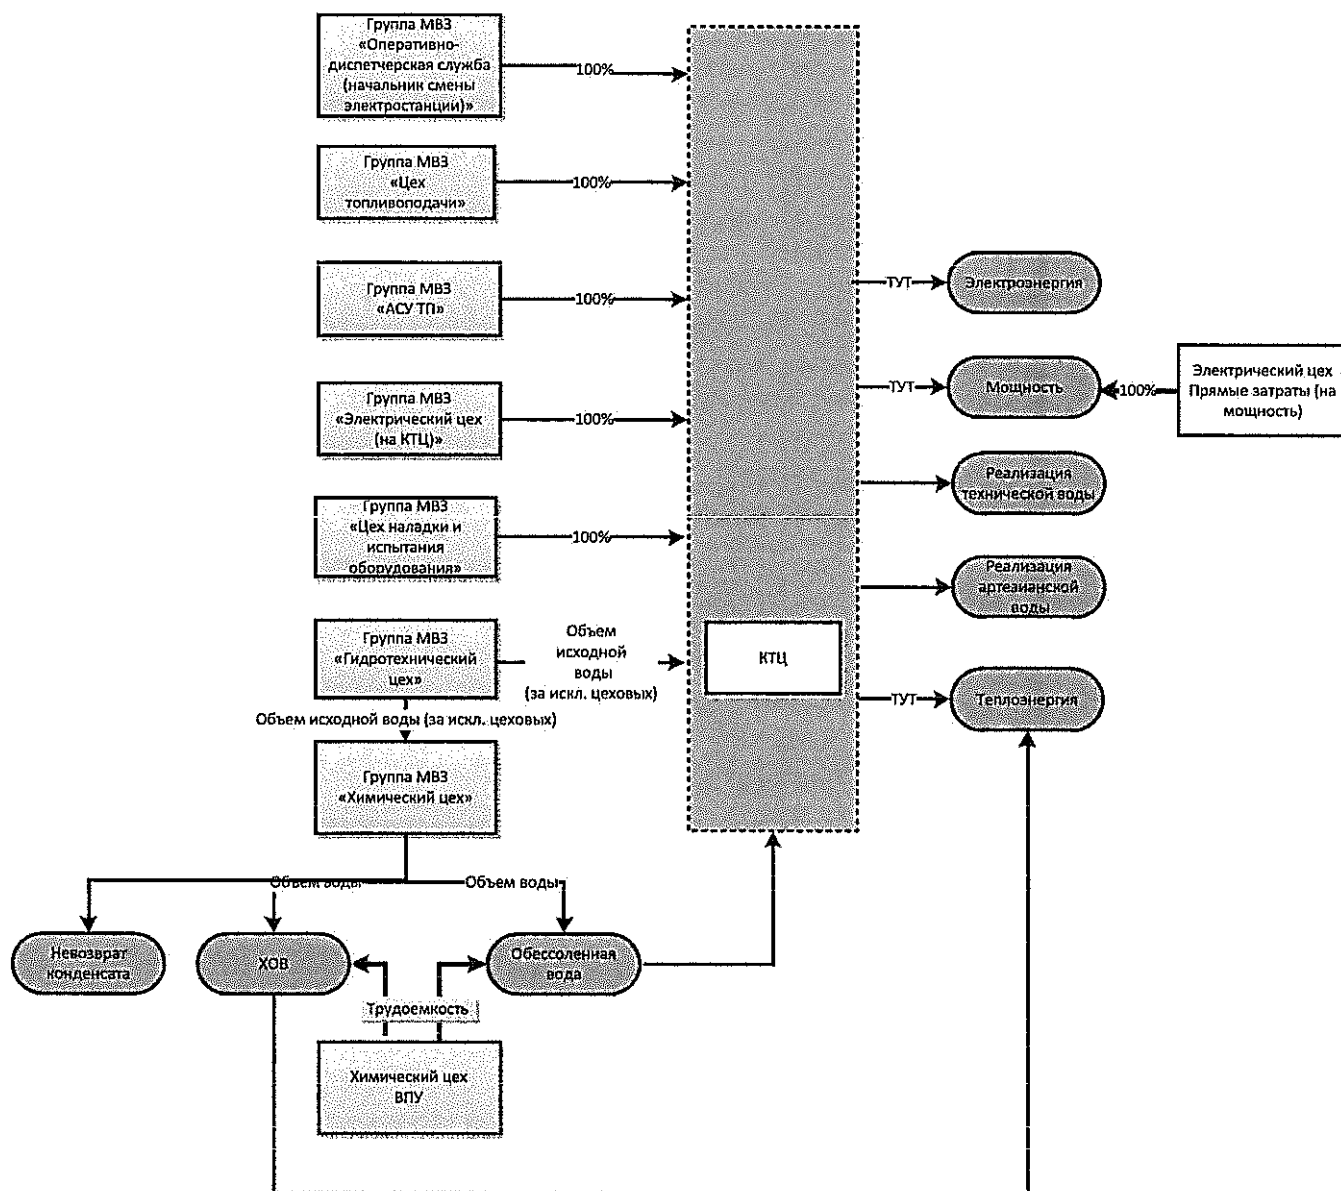 Группа МВЗ
«Оперативно-
диспетчерская служба
(начальник смены
электростанции)»
100%
Группа МВЗ
«Цех
топливоподачи»
100%
Группа МВЗ
«АСУ ТП»
100%
Группа МВЗ
«Электрический цех
(на КТЦ)»
100%
Группа МВЗ
«Цех наладки и
испытания
оборудования»
100%
Группа МВЗ
«Гидротехнический
цех»
Объем
исходной
воды
(за искл. цеховых)
КТЦ
ТУТ
Электроэнергия
ТУТ
Мощность
100%
Электрический цех
Прямые затраты (на
мощность)
Реализация
технической воды
Реализация
артезианской
воды
ТУТ
Теплоэнергия
Объем исходной воды (за искл. цеховых)
Группа МВЗ
«Химический цех»
Объем воды
Объем воды
Невозврат
конденсата
ХОВ
Обессоленная
вода
Трудоемкость
Химический цех
ВПУ